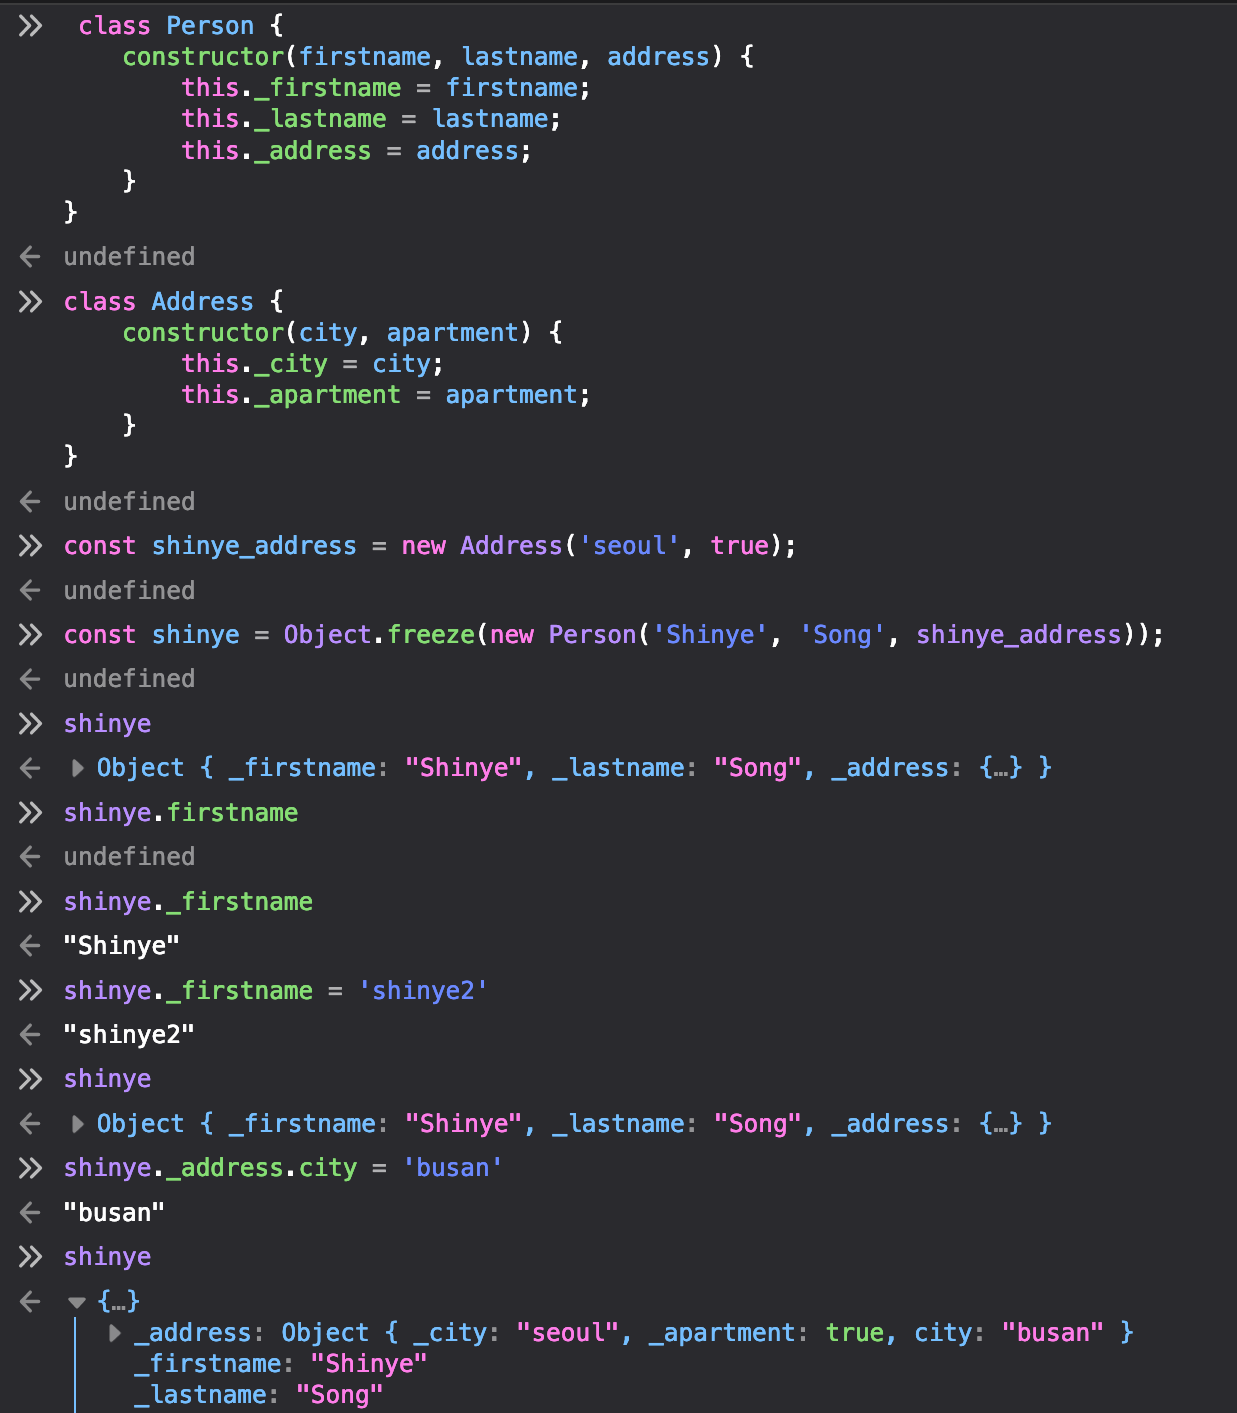 class Person {
constructor(firstname, lastname, address) {
this._firstname = firstname;
this._lastname = lastname;
this._address = address;
}
}
undefined
class Address {
constructor(city, apartment) {
this._city = city;
this._apartment = apartment;
}
}
undefined
const shinye_address = new Address('seoul', true);
undefined
const shinye = Object.freeze(new Person('Shinye', 'Song', shinye_address));
undefined
shinye
Object { _firstname: "Shinye", _lastname: "Song", _address: {…} }
shinye.firstname
undefined
shinye._firstname
"Shinye"
shinye._firstname = 'shinye2'
"shinye2"
shinye
Object { _firstname: "Shinye", _lastname: "Song", _address: {…} }
shinye._address.city = 'busan'
"busan"
shinye
{…}
_address: Object { _city: "seoul", _apartment: true, city: "busan" }
_firstname: "Shinye"
_lastname: "Song"